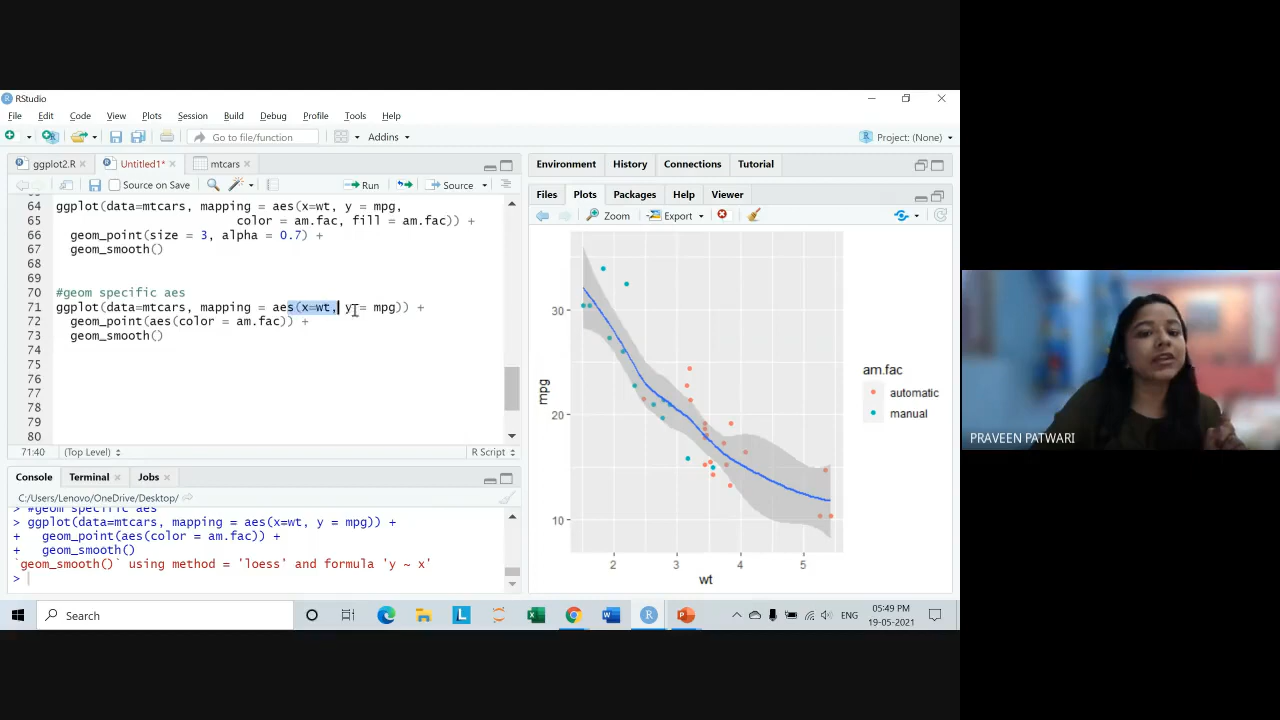 RStudio
File Edit Code View Plots Session Build Debug Profile Tools Help
Go to file/function Addins Project: (None)
ggplot2.R Untitled1* mtcars
Source on Save Run Source
64 ggplot(data=mtcars, mapping = aes(x=wt, y = mpg,
65 color = am.fac, fill = am.fac)) +
66 geom_point(size = 3, alpha = 0.7) +
67 geom_smooth()
68
69
70 #geom specific aes
71 ggplot(data=mtcars, mapping = aes(x=wt, y = mpg)) +
72 geom_point(aes(color = am.fac)) +
73 geom_smooth()
74
75
76
77
78
79
80
71:40 (Top Level) R Script
Console Terminal Jobs
C:/Users/Lenovo/OneDrive/Desktop/
> #geom specific aes
> ggplot(data=mtcars, mapping = aes(x=wt, y = mpg)) +
+ geom_point(aes(color = am.fac)) +
+ geom_smooth()
`geom_smooth()` using method = 'loess' and formula 'y ~ x'
>
Environment History Connections Tutorial
Files Plots Packages Help Viewer
Zoom Export
mpg
30
20
10
2 3 4 5
wt
am.fac
automatic
manual
PRAVEEN PATWARI
Search
ENG
05:49 PM
19-05-2021